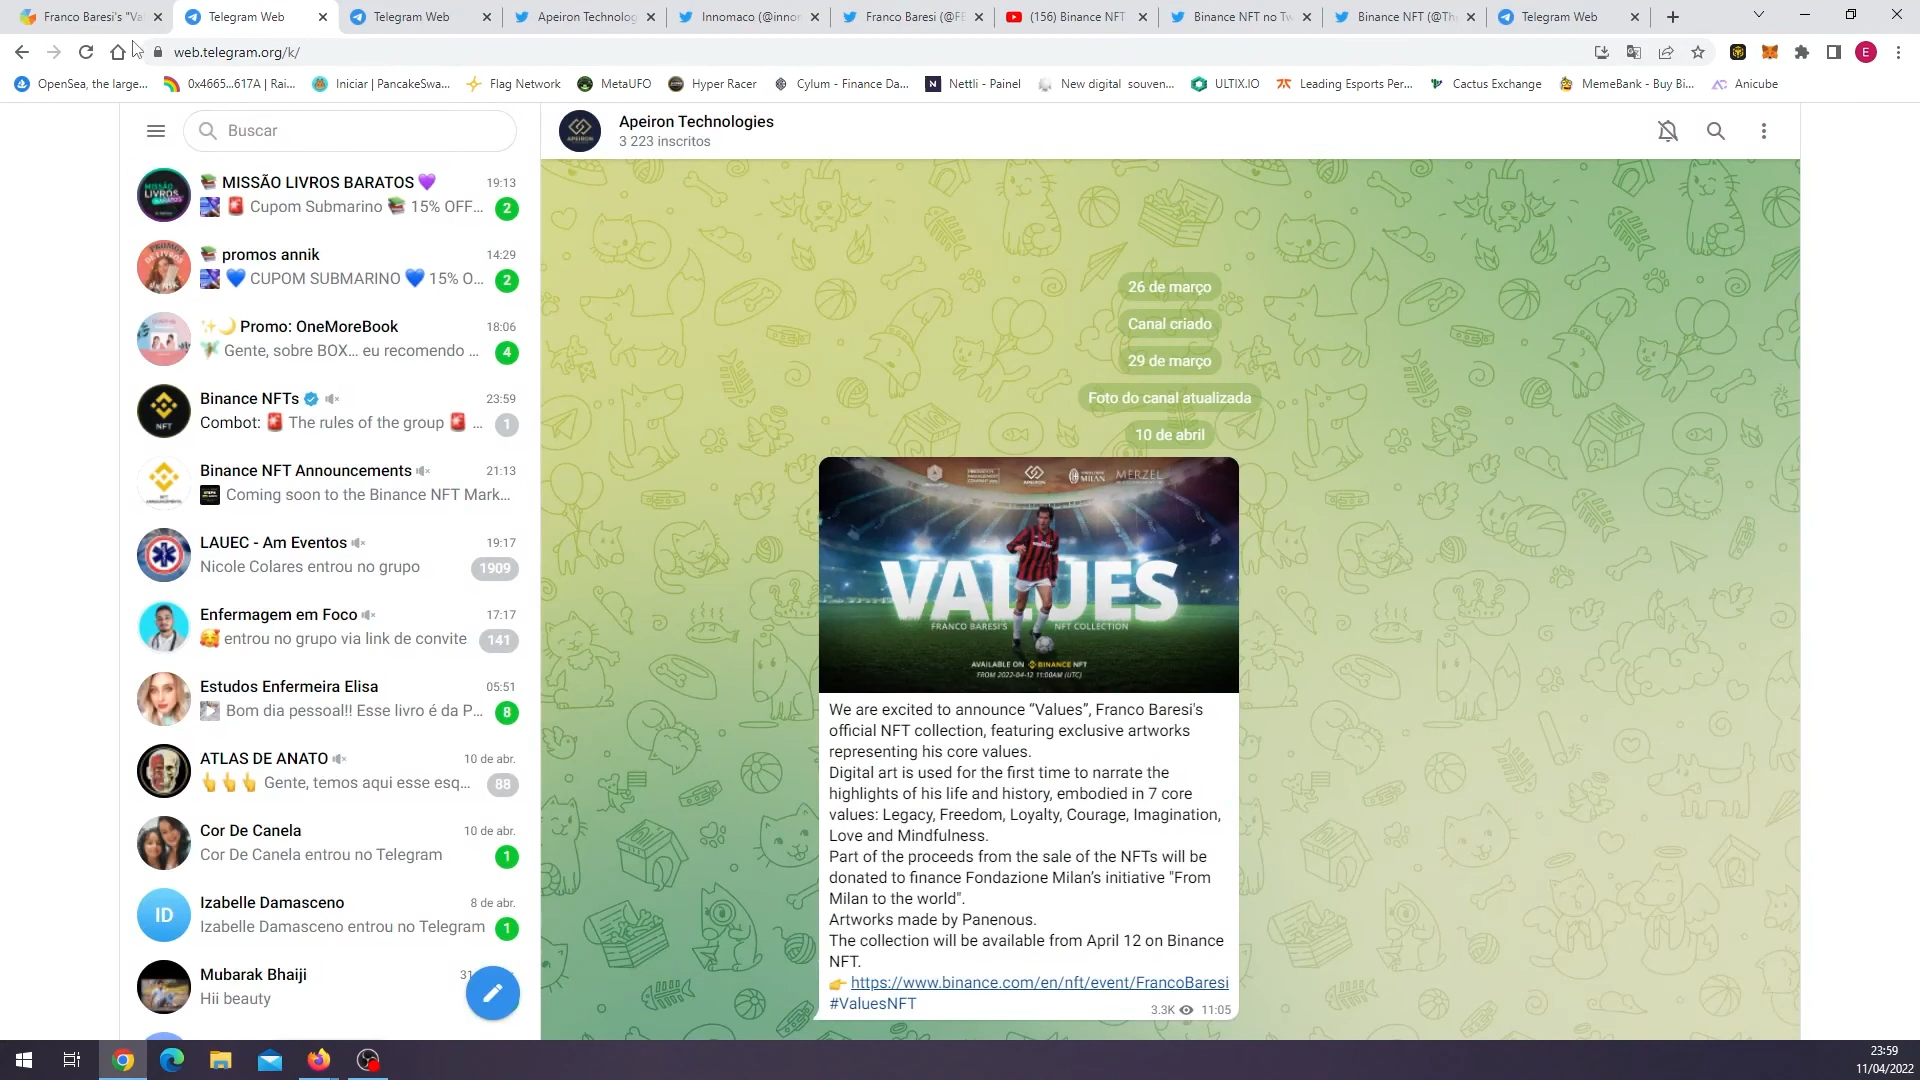 Franco Baresi's "Va
Telegram Web
Telegram Web
Apeiron Technolog
Innomaco (@innor
Franco Baresi (@FE
(156) Binance NFT
Binance NFT no Tw
Binance NFT (@Th
Telegram Web
web.telegram.org/k/
E
OpenSea, the large...
0x4665...617A | Rai...
Iniciar | PancakeSwa...
Flag Network
MetaUFO
Hyper Racer
Cylum - Finance Da...
Nettli - Painel
New digital souven...
ULTIX.IO
Leading Esports Per...
Cactus Exchange
MemeBank - Buy Bi...
Anicube
Buscar
Apeiron Technologies
3 223 inscritos
📚 MISSÃO LIVROS BARATOS 💜 19:13
🚨 Cupom Submarino 📚 15% OFF... 2
📚 promos annik 14:29
💙 CUPOM SUBMARINO 💙 15% O... 2
✨🌙 Promo: OneMoreBook 18:06
Gente, sobre BOX... eu recomendo ... 4
Binance NFTs 23:59
Combot: 🚨 The rules of the group 🚨 ... 1
Binance NFT Announcements 21:13
Coming soon to the Binance NFT Mark...
LAUEC - Am Eventos 19:17
Nicole Colares entrou no grupo 1909
Enfermagem em Foco 17:17
🥰 entrou no grupo via link de convite 141
Estudos Enfermeira Elisa 05:51
Bom dia pessoal!! Esse livro é da P... 8
ATLAS DE ANATO 10 de abr.
👆👆👆 Gente, temos aqui esse esq... 88
Cor De Canela 10 de abr.
Cor De Canela entrou no Telegram 1
ID
Izabelle Damasceno 8 de abr.
Izabelle Damasceno entrou no Telegram 1
Mubarak Bhaiji 31
Hii beauty
26 de março
Canal criado
29 de março
Foto do canal atualizada
10 de abril
APEIRON
MILAN
MERZEL
VALUES
FRANCO BARESI'S NFT COLLECTION
AVAILABLE ON BINANCE NFT
FROM 2022-04-12 11:00AM (UTC)
We are excited to announce “Values”, Franco Baresi's
official NFT collection, featuring exclusive artworks
representing his core values.
Digital art is used for the first time to narrate the
highlights of his life and history, embodied in 7 core
values: Legacy, Freedom, Loyalty, Courage, Imagination,
Love and Mindfulness.
Part of the proceeds from the sale of the NFTs will be
donated to finance Fondazione Milan’s initiative "From
Milan to the world".
Artworks made by Panenous.
The collection will be available from April 12 on Binance
NFT.
👉 https://www.binance.com/en/nft/event/FrancoBaresi
#ValuesNFT
3.3K 11:05
23:59
11/04/2022